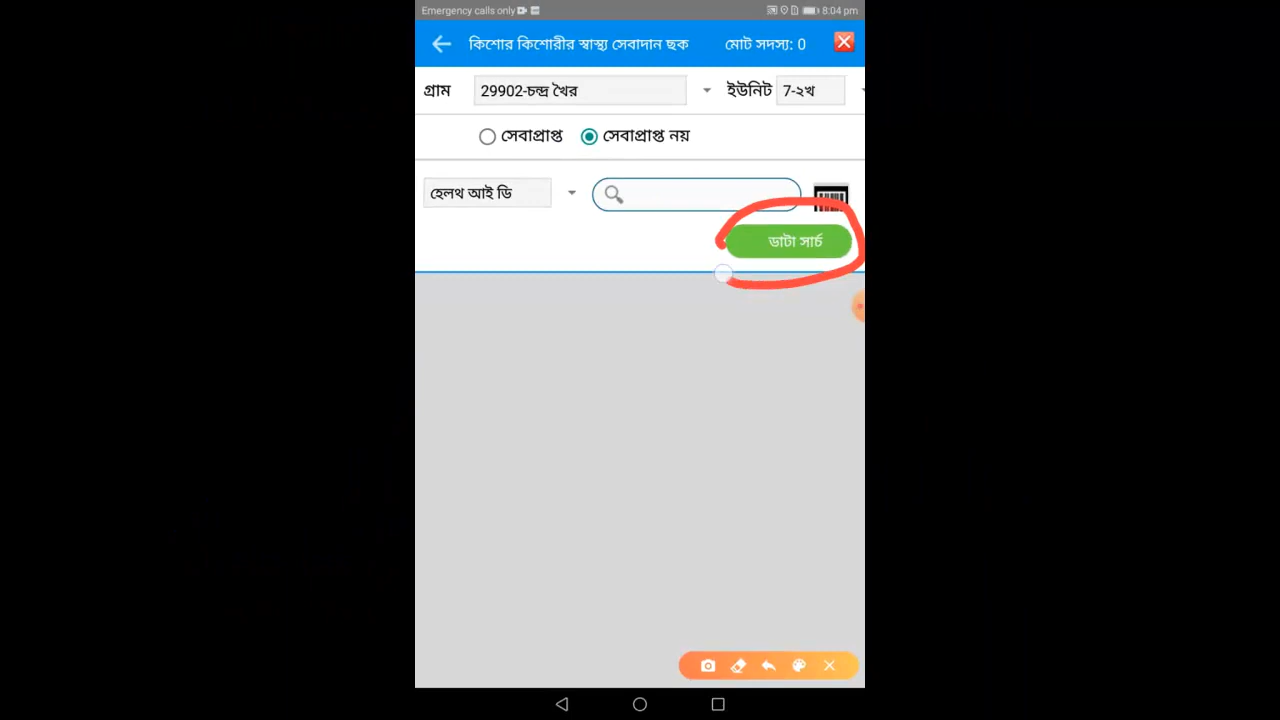 Emergency calls only 8:04 pm
কিশোর কিশোরীর স্বাস্থ্য সেবাদান ছক মোট সদস্য: 0
গ্রাম 29902-চন্দ্র খৈর ইউনিট 7-২খ
সেবাপ্রাপ্ত সেবাপ্রাপ্ত নয়
হেলথ আই ডি
ডাটা সার্চ